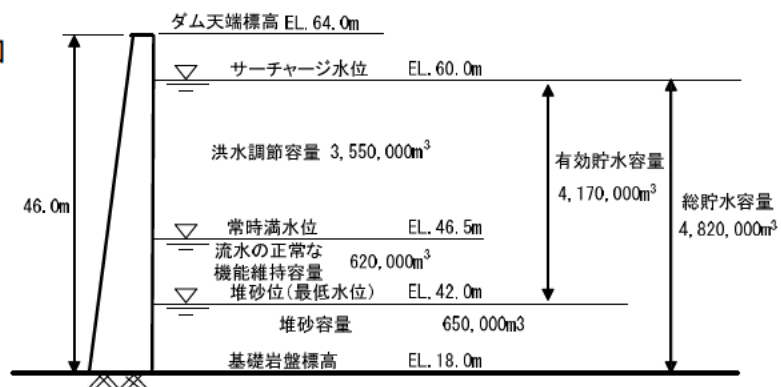 ダム天端標高 EL.64.0m
サーチャージ水位 EL.60.0m
洪水調節容量 3,550,000m³
有効貯水容量
4,170,000m³
総貯水容量
4,820,000m³
46.0m
常時満水位 EL.46.5m
流水の正常な
機能維持容量 620,000m³
堆砂位(最低水位) EL.42.0m
堆砂容量 650,000m3
基礎岩盤標高 EL.18.0m